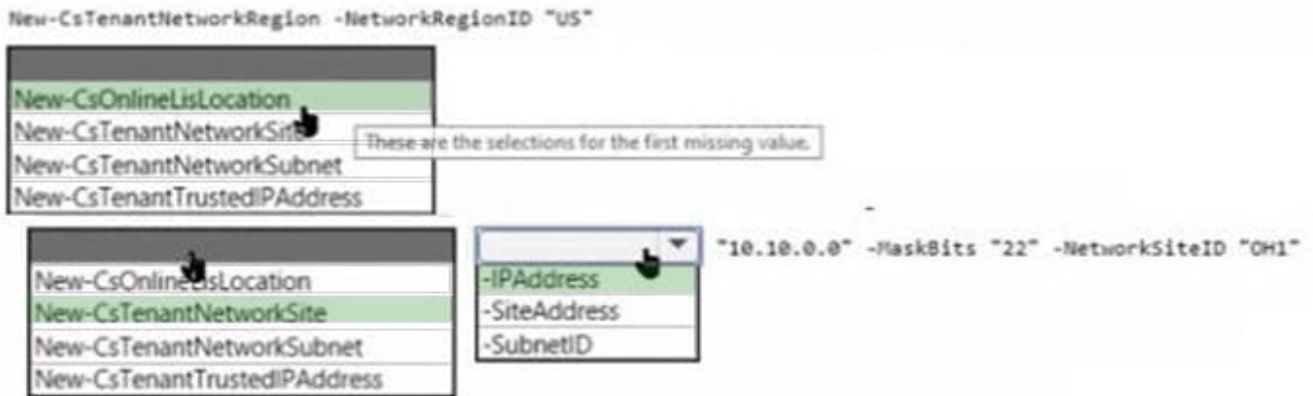 New-CsTenantNetworkRegion -NetworkRegionID "US"
New-CsOnlineLisLocation
New-CsTenantNetworkSite
These are the selections for the first missing value.
New-CsTenantNetworkSubnet
New-CsTenantTrustedIPAddress
-
"10.10.0.0" -MaskBits "22" -NetworkSiteID "OH1"
New-CsOnlineLisLocation
New-CsTenantNetworkSite
New-CsTenantNetworkSubnet
New-CsTenantTrustedIPAddress
-IPAddress
-SiteAddress
-SubnetID